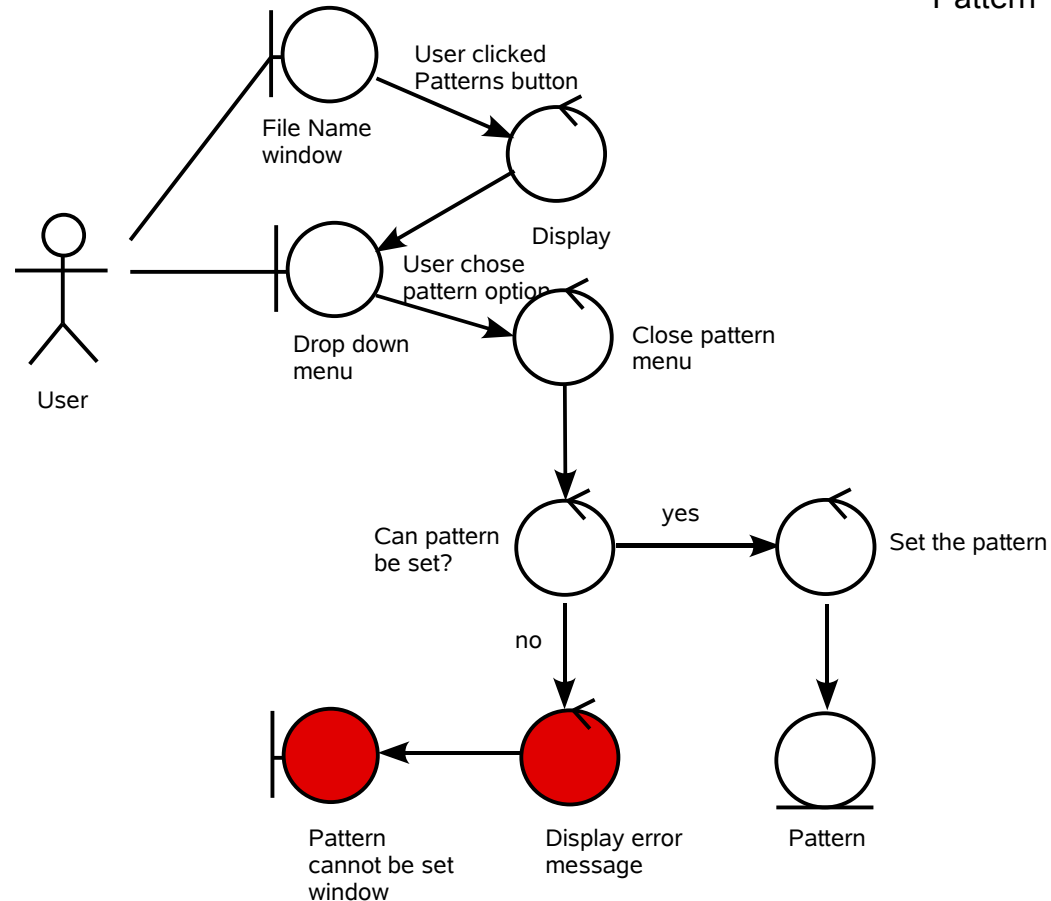 Pattern
User clicked
Patterns button
File Name
window
Display
User chose
pattern option
Drop down
menu
Close pattern
menu
User
Can pattern
be set?
yes
Set the pattern
no
Pattern
cannot be set
window
Display error
message
Pattern